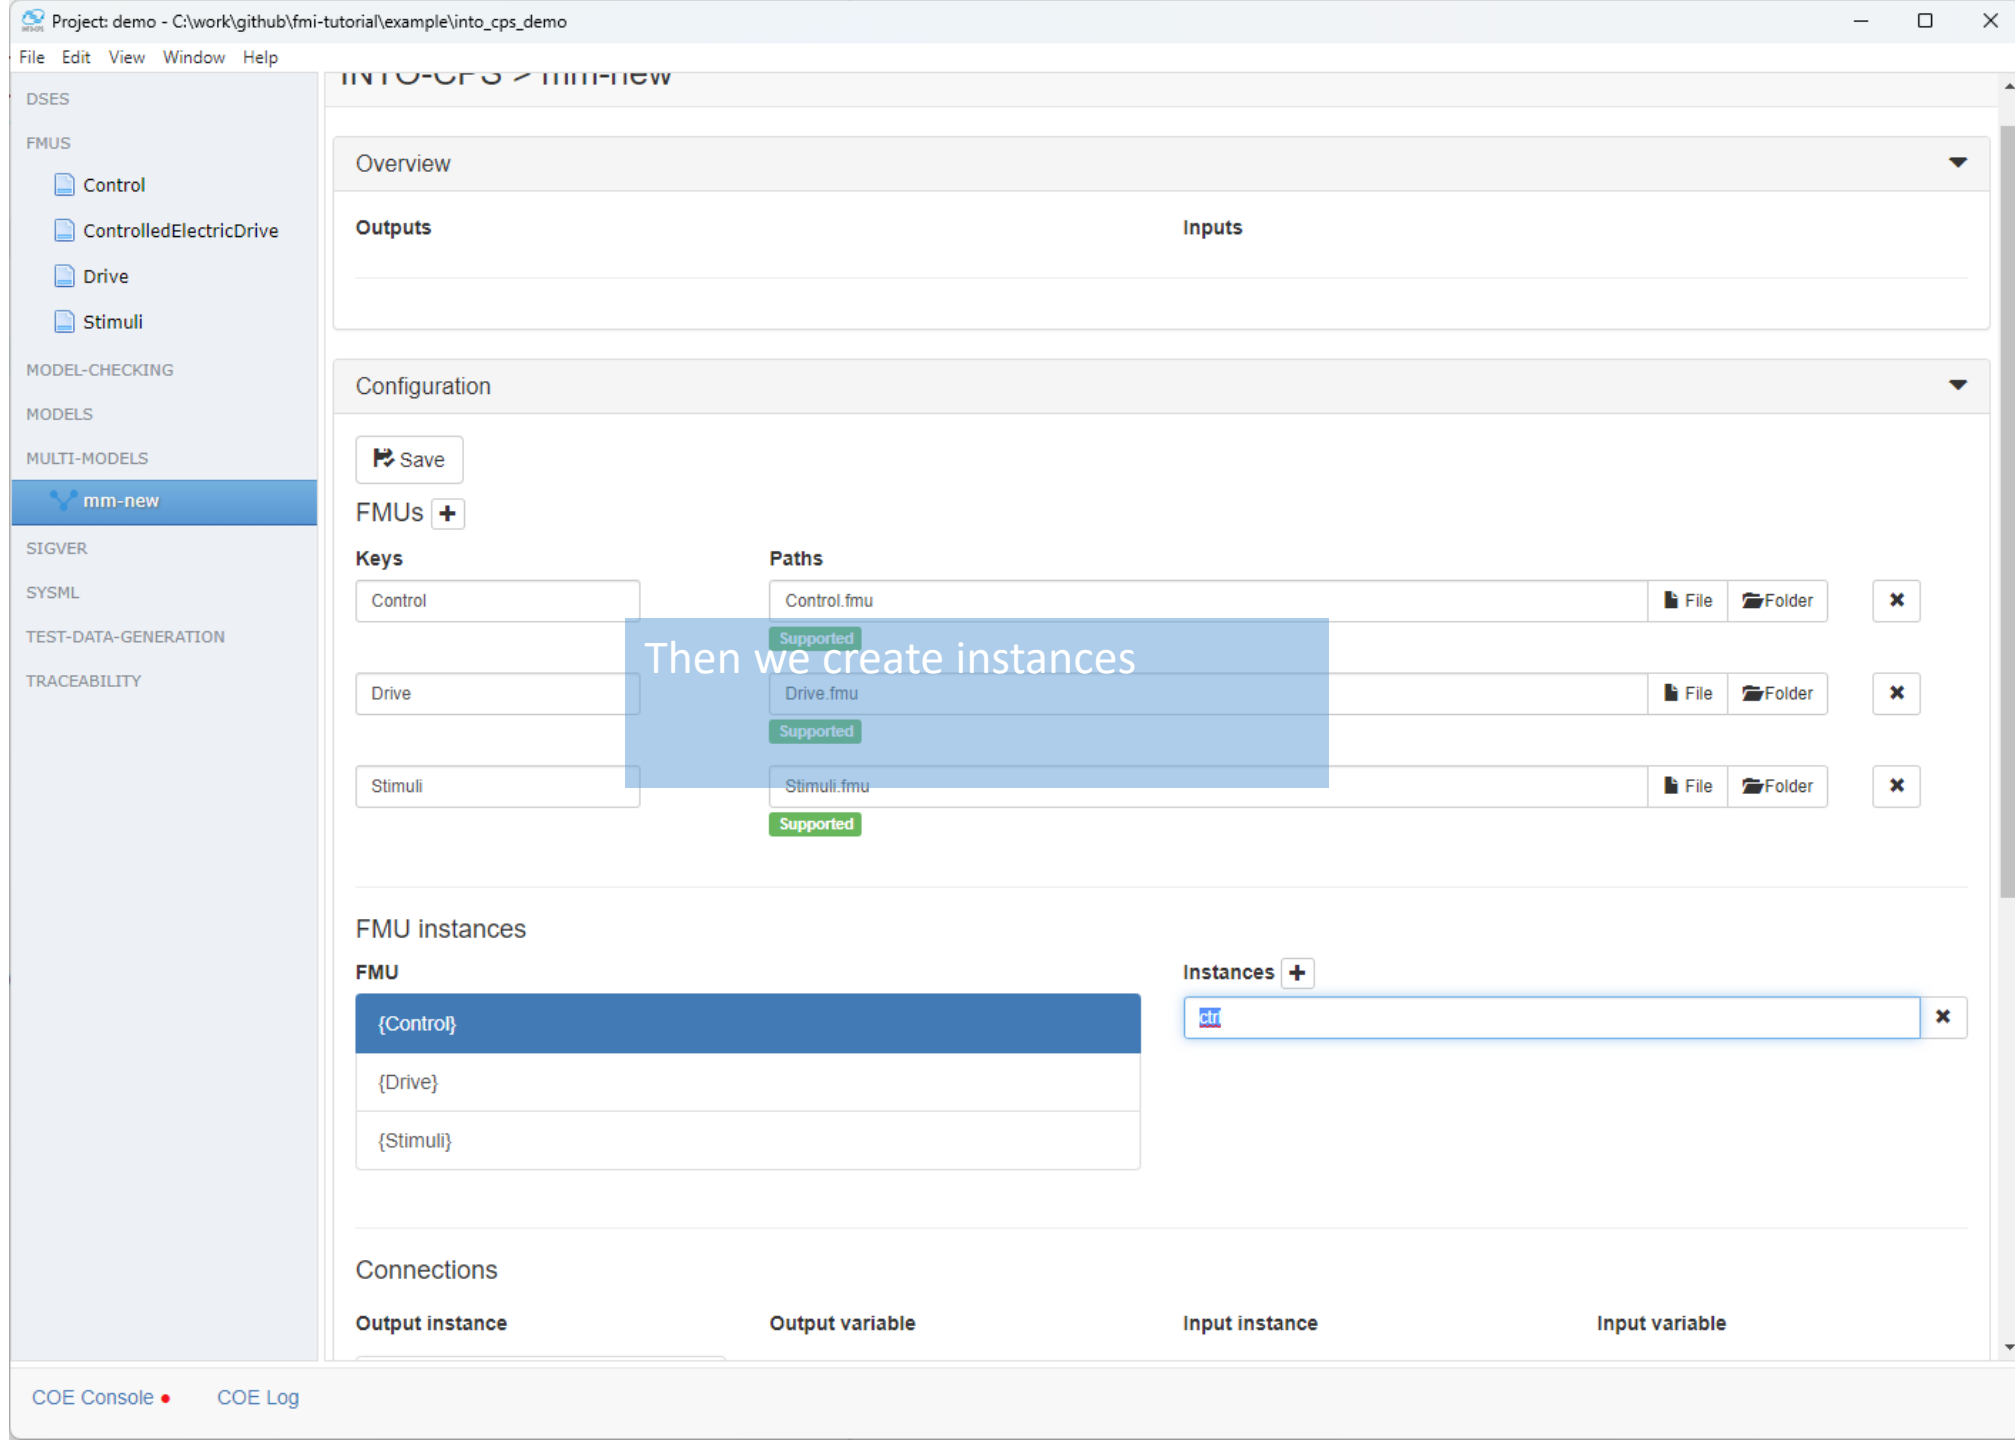 Project: demo - C:\work\github\fmi-tutorial\example\into_cps_demo
File Edit View Window Help
INTO-CPS > mm-new
DSES
FMUS
Control
ControlledElectricDrive
Drive
Stimuli
MODEL-CHECKING
MODELS
MULTI-MODELS
mm-new
SIGVER
SYSML
TEST-DATA-GENERATION
TRACEABILITY
Overview
Outputs Inputs
Configuration
Save
FMUs
Keys Paths
Control Control.fmu File Folder
Supported
Then we create instances
Drive Drive.fmu File Folder
Supported
Stimuli Stimuli.fmu File Folder
Supported
FMU instances
FMU Instances
{Control} ctrl
{Drive}
{Stimuli}
Connections
Output instance Output variable Input instance Input variable
COE Console COE Log